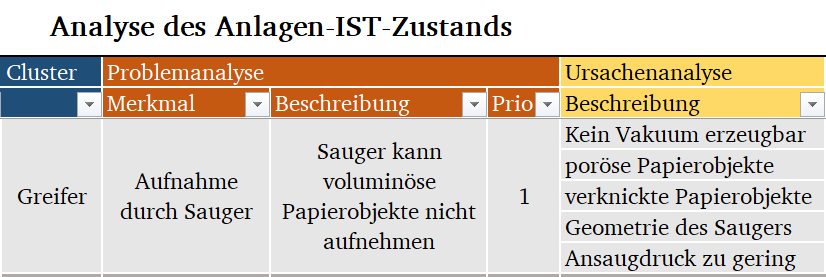 Analyse des Anlagen-IST-Zustands
Cluster Problemanalyse Ursachenanalyse
Merkmal Beschreibung Prio Beschreibung
Greifer
Aufnahme
durch Sauger
Sauger kann
voluminöse
Papierobjekte nicht
aufnehmen
1
Kein Vakuum erzeugbar
poröse Papierobjekte
verknickte Papierobjekte
Geometrie des Saugers
Ansaugdruck zu gering